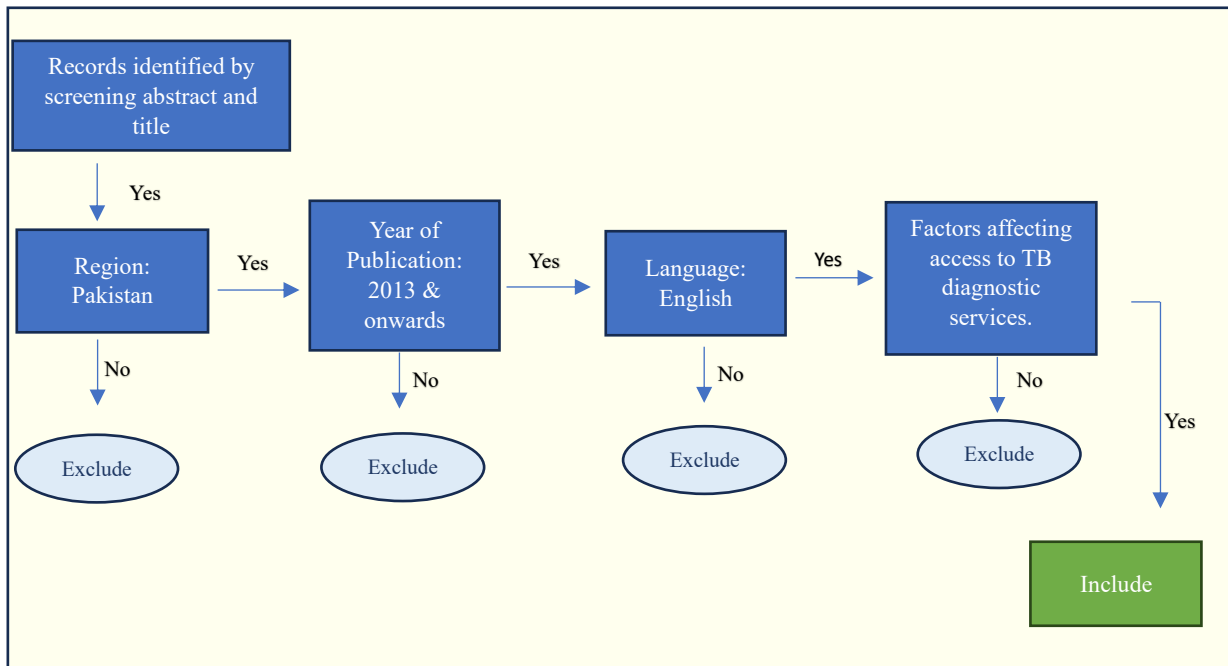 Records identified by
screening abstract and
title
Yes
Region:
Pakistan
Yes
Year of
Publication:
2013 &
onwards
Yes
Language:
English
Yes
Factors affecting
access to TB
diagnostic
services.
No
No
No
No
Yes
Exclude
Exclude
Exclude
Exclude
Include